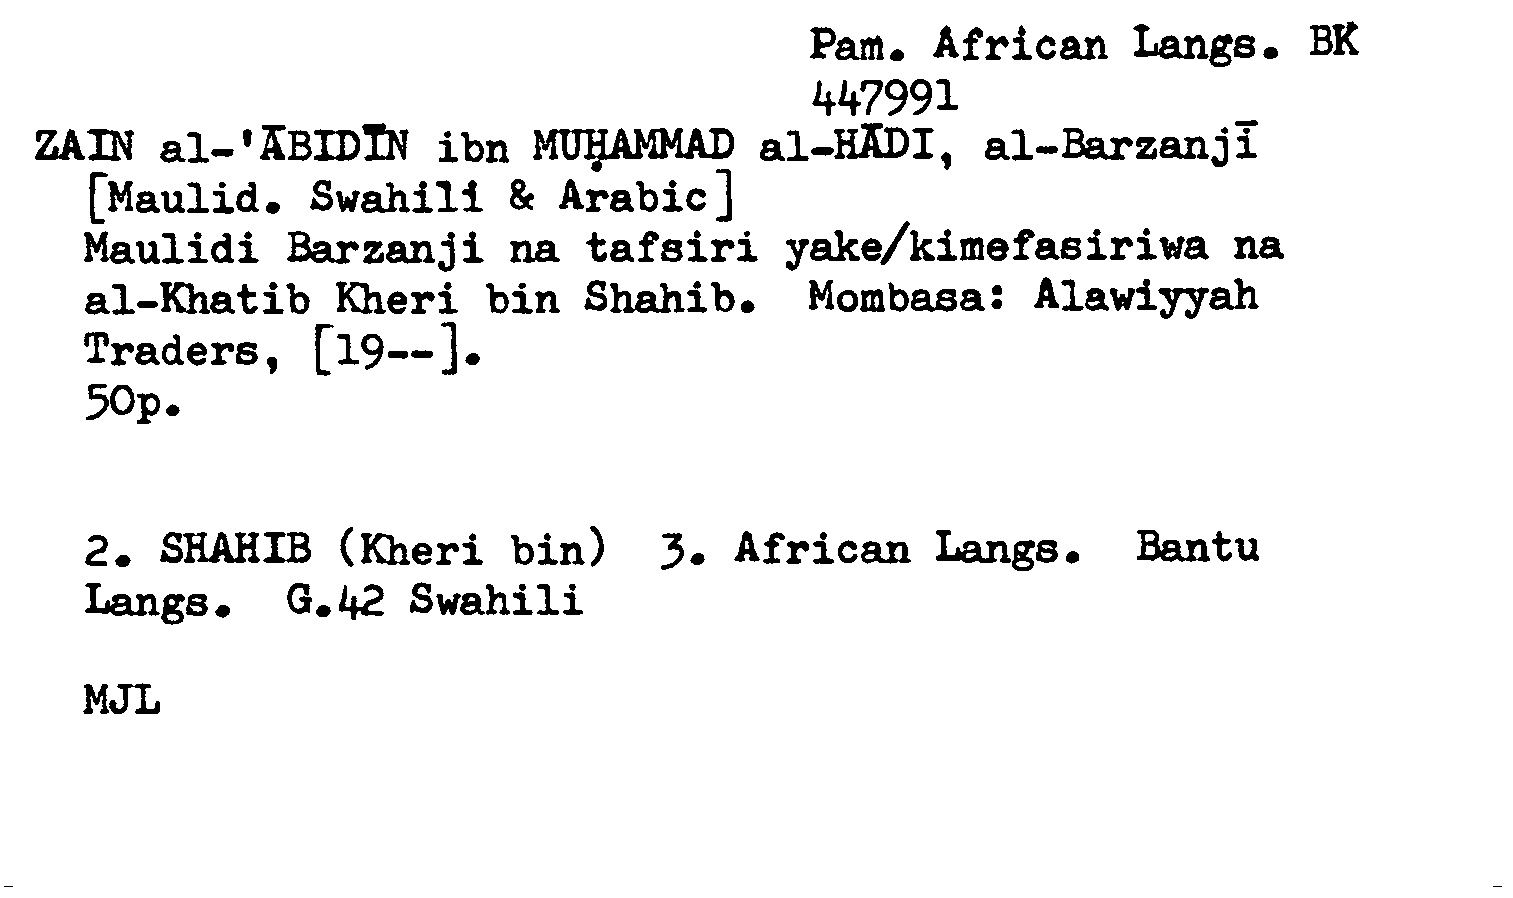 Pam. African Langs. BK
447991
ZAIN al-'ĀBIDĪN ibn MUḤAMMAD al-HĀDI, al-Barzanjī
[Maulid. Swahili & Arabic]
Maulidi Barzanji na tafsiri yake/kimefasiriwa na
al-Khatib Kheri bin Shahib. Mombasa: Alawiyyah
Traders, [19--].
50p.
2. SHAHIB (Kheri bin) 3. African Langs. Bantu
Langs. G.42 Swahili
MJL